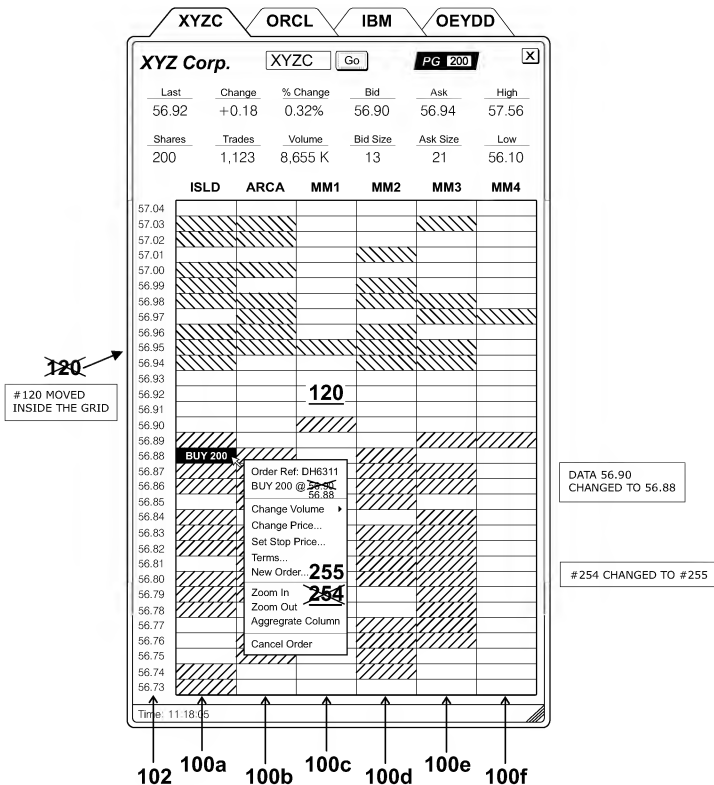 XYZC ORCL IBM OEYDD
XYZ Corp. XYZC Go PG 200 X
Last Change % Change Bid Ask High
56.92 +0.18 0.32% 56.90 56.94 57.56
Shares Trades Volume Bid Size Ask Size Low
200 1,123 8,655 K 13 21 56.10
ISLD ARCA MM1 MM2 MM3 MM4
57.04
57.03
57.02
57.01
57.00
56.99
56.98
56.97
56.96
56.95
56.94
56.93
56.92
56.91
56.90
56.89
56.88
56.87
56.86
56.85
56.84
56.83
56.82
56.81
56.80
56.79
56.78
56.77
56.76
56.75
56.74
56.73
120
#120 MOVED
INSIDE THE GRID
120
BUY 200
Order Ref: DH6311
BUY 200 @ 56.90
56.88
Change Volume
Change Price...
Set Stop Price...
Terms...
New Order... 255
Zoom In 254
Zoom Out
Aggregrate Column
Cancel Order
DATA 56.90
CHANGED TO 56.88
#254 CHANGED TO #255
Time: 11:18:05
102 100a 100b 100c 100d 100e 100f